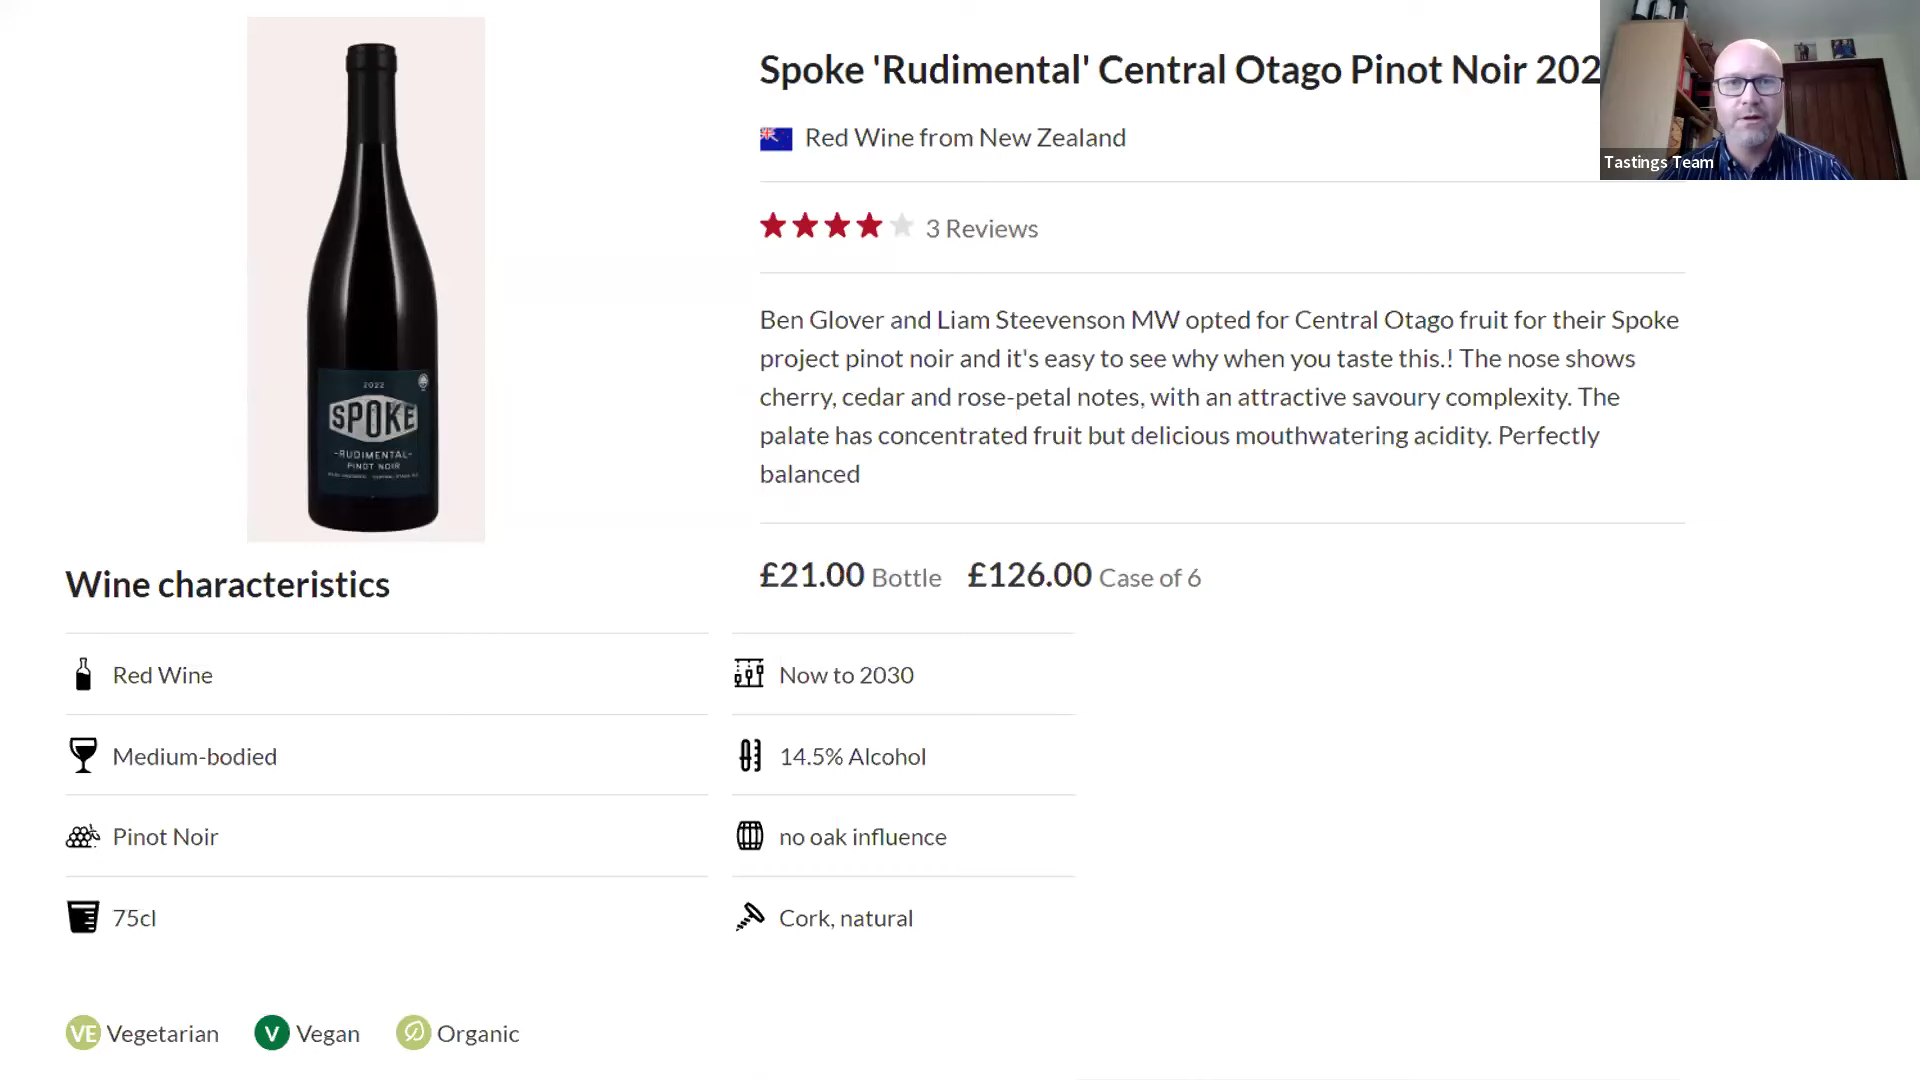 Spoke 'Rudimental' Central Otago Pinot Noir 202
Red Wine from New Zealand
Tastings Team
3 Reviews
Ben Glover and Liam Steevenson MW opted for Central Otago fruit for their Spoke
project pinot noir and it's easy to see why when you taste this.! The nose shows
cherry, cedar and rose-petal notes, with an attractive savoury complexity. The
palate has concentrated fruit but delicious mouthwatering acidity. Perfectly
balanced
2022
SPOKE
-RUDIMENTAL-
PINOT NOIR
£21.00 Bottle £126.00 Case of 6
Wine characteristics
Red Wine
Now to 2030
Medium-bodied
14.5% Alcohol
Pinot Noir
no oak influence
75cl
Cork, natural
VE Vegetarian V Vegan Organic